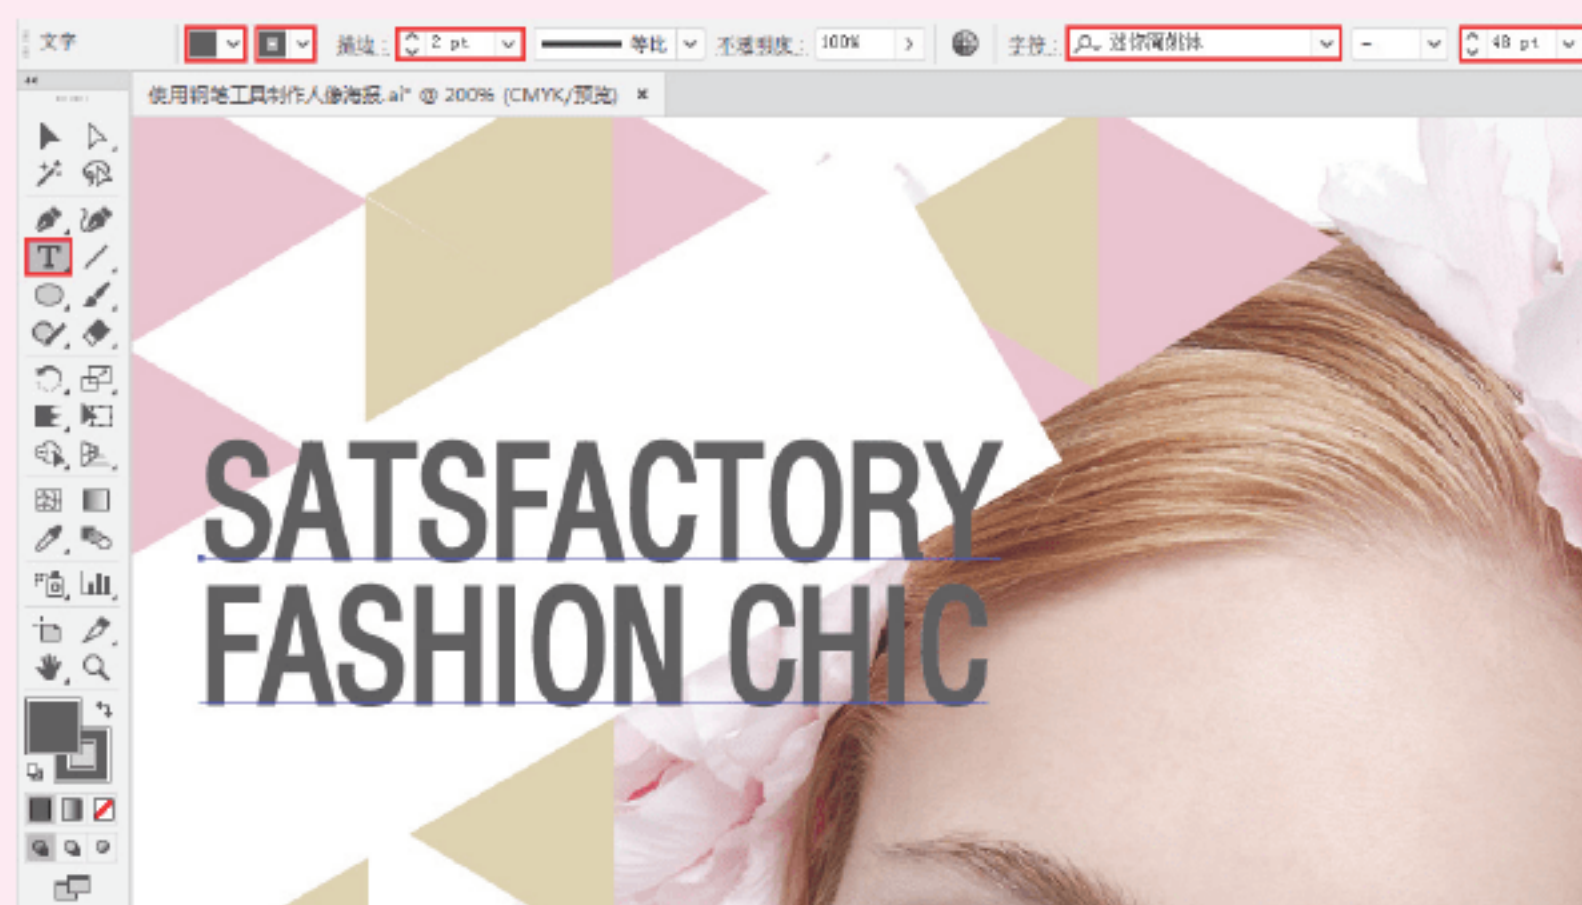 文字 描边： 2 pt 等比 不透明度： 100% 字符： 迷你简黑体 48 pt
使用钢笔工具制作人像海报.ai* @ 200% (CMYK/预览) ×
SATSFACTORY
FASHION CHIC